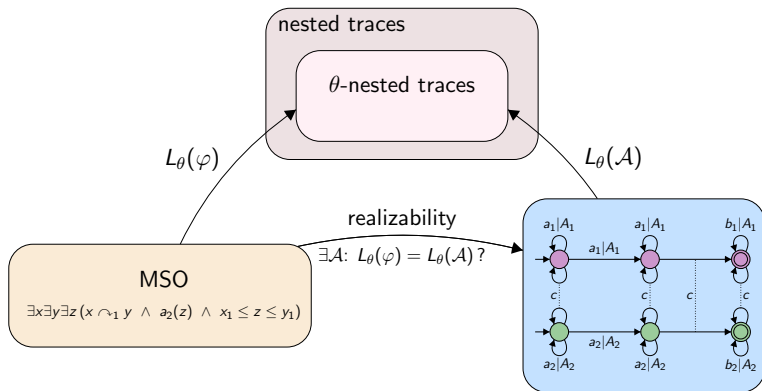 nested traces
θ-nested traces
L_θ(φ)
L_θ(𝒜)
realizability
∃𝒜: L_θ(φ) = L_θ(𝒜) ?
MSO
∃x∃y∃z (x ↷₁ y ∧ a₂(z) ∧ x₁ ≤ z ≤ y₁)
a₁|A₁ a₁|A₁ b₁|A₁
a₁|A₁
c c c c
a₂|A₂
a₂|A₂ a₂|A₂ b₂|A₂